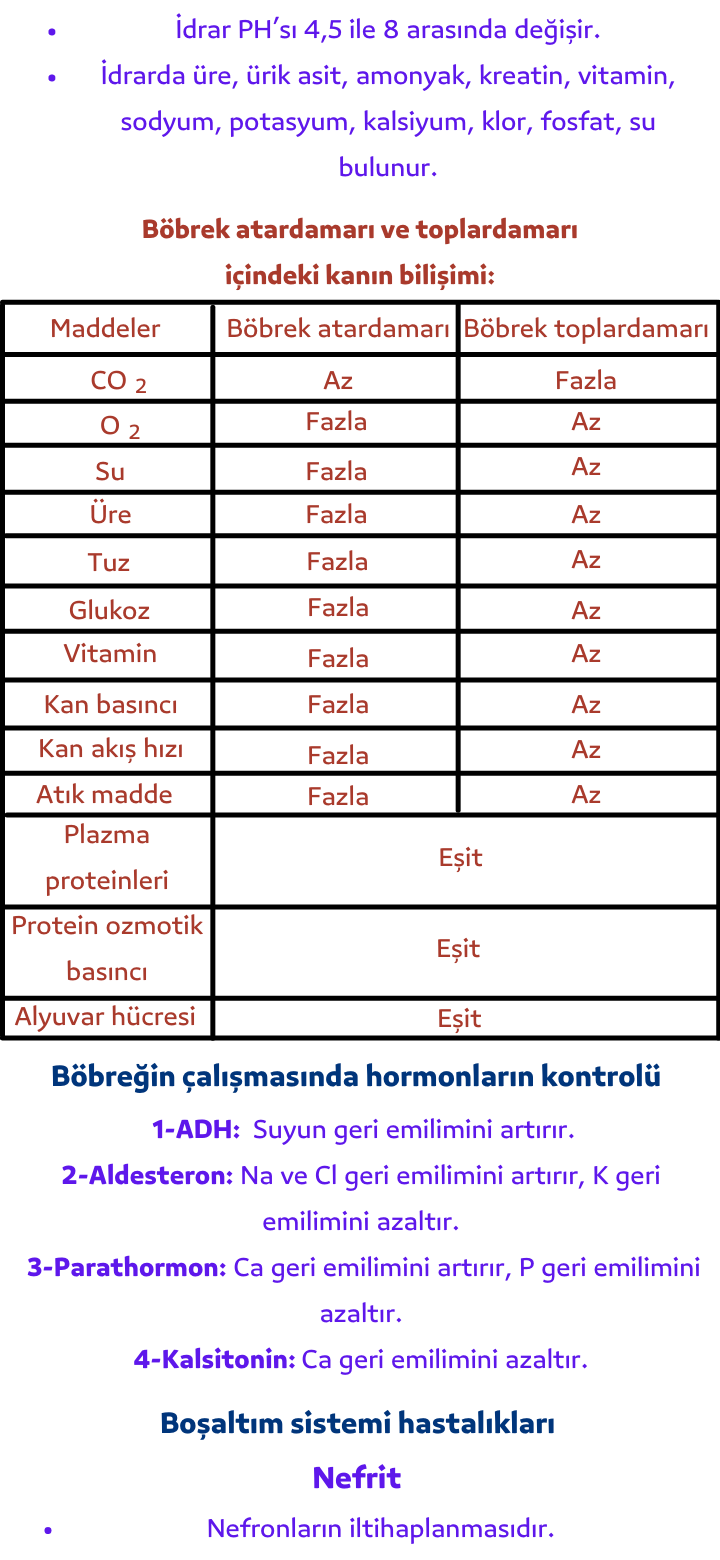 • İdrar PH’sı 4,5 ile 8 arasında değişir.
• İdrarda üre, ürik asit, amonyak, kreatin, vitamin,
sodyum, potasyum, kalsiyum, klor, fosfat, su
bulunur.
Böbrek atardamarı ve toplardamarı
içindeki kanın bilişimi:
Maddeler Böbrek atardamarı Böbrek toplardamarı
CO 2 Az Fazla
O 2 Fazla Az
Su Fazla Az
Üre Fazla Az
Tuz Fazla Az
Glukoz Fazla Az
Vitamin Fazla Az
Kan basıncı Fazla Az
Kan akış hızı Fazla Az
Atık madde Fazla Az
Plazma
proteinleri Eşit
Protein ozmotik
basıncı Eşit
Alyuvar hücresi Eşit
Böbreğin çalışmasında hormonların kontrolü
1-ADH: Suyun geri emilimini artırır.
2-Aldesteron: Na ve Cl geri emilimini artırır, K geri
emilimini azaltır.
3-Parathormon: Ca geri emilimini artırır, P geri emilimini
azaltır.
4-Kalsitonin: Ca geri emilimini azaltır.
Boşaltım sistemi hastalıkları
Nefrit
• Nefronların iltihaplanmasıdır.